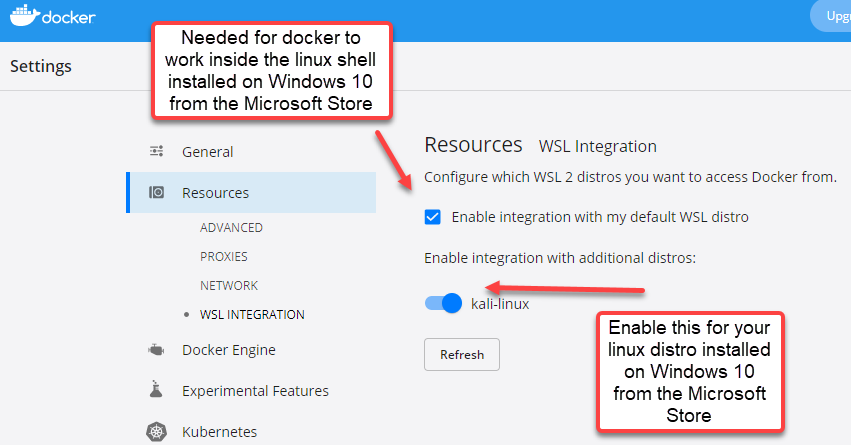 docker
Upg
Needed for docker to
work inside the linux shell
installed on Windows 10
from the Microsoft Store
Settings
General
Resources
ADVANCED
PROXIES
NETWORK
WSL INTEGRATION
Docker Engine
Experimental Features
Kubernetes
Resources WSL Integration
Configure which WSL 2 distros you want to access Docker from.
Enable integration with my default WSL distro
Enable integration with additional distros:
kali-linux
Refresh
Enable this for your
linux distro installed
on Windows 10
from the Microsoft
Store